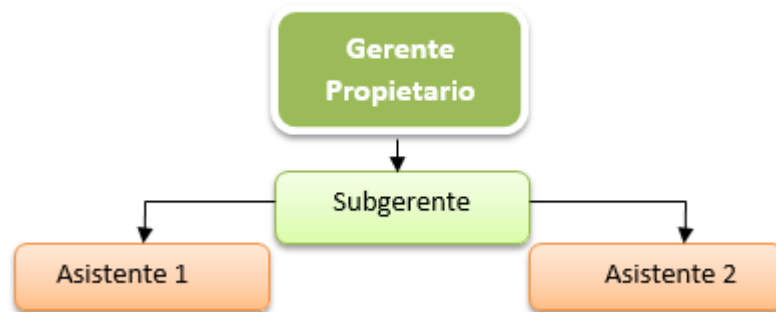 Gerente
Propietario
Subgerente
Asistente 1
Asistente 2